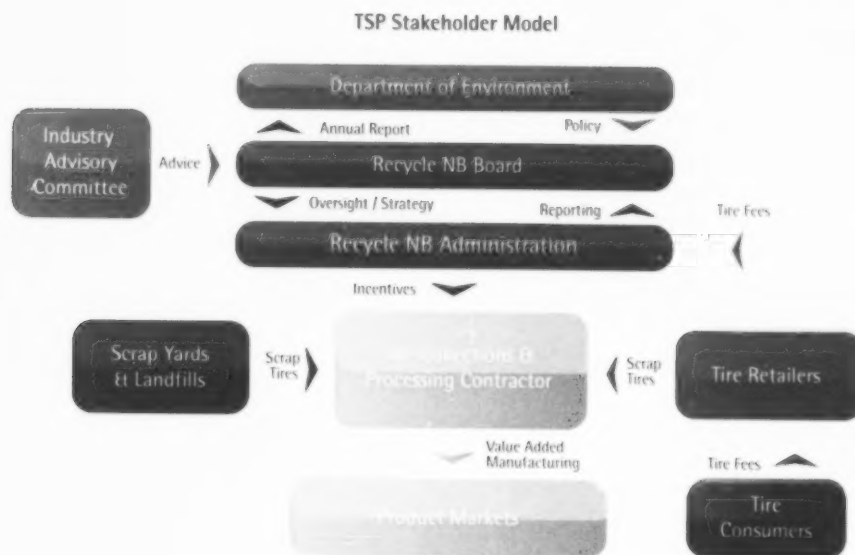 TSP Stakeholder Model
Department of Environment
Annual Report
Policy
Industry
Advisory
Committee
Advice
Recycle NB Board
Oversight / Strategy
Reporting
Tire Fees
Recycle NB Administration
Incentives
Scrap Yards
& Landfills
Scrap
Tires
Collections &
Processing Contractor
Scrap
Tires
Tire Retailers
Value Added
Manufacturing
Tire Fees
Product Markets
Tire
Consumers